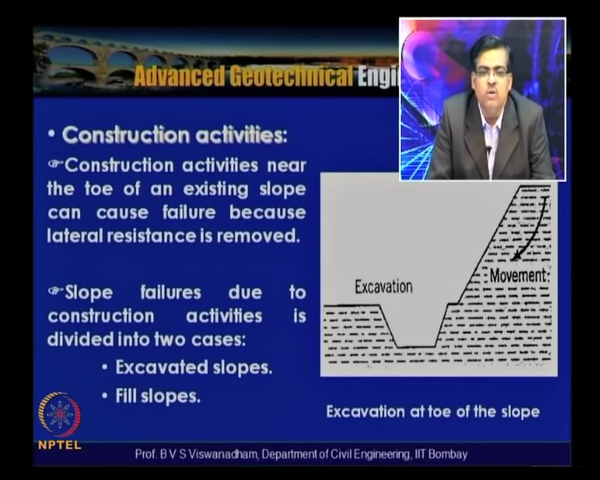 Advanced Geotechnical Engi
• Construction activities:
☞Construction activities near
the toe of an existing slope
can cause failure because
lateral resistance is removed.
☞Slope failures due to
construction activities is
divided into two cases:
• Excavated slopes.
• Fill slopes.
Excavation
Movement
Excavation at toe of the slope
NPTEL
Prof. B V S Viswanadham, Department of Civil Engineering, IIT Bombay